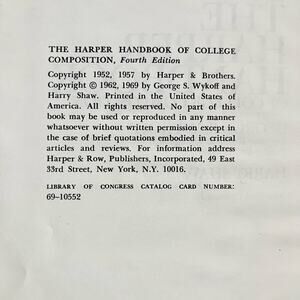 THE HARPER HANDBOOK OF COLLEGE
COMPOSITION, Fourth Edition
Copyright 1952, 1957 by Harper & Brothers.
Copyright © 1962, 1969 by George S. Wykoff and
Harry Shaw. Printed in the United States of
America. All rights reserved. No part of this
book may be used or reproduced in any manner
whatsoever without written permission except in
the case of brief quotations embodied in critical
articles and reviews. For information address
Harper & Row, Publishers, Incorporated, 49 East
33rd Street, New York, N.Y. 10016.
LIBRARY OF CONGRESS CATALOG CARD NUMBER:
69-10552